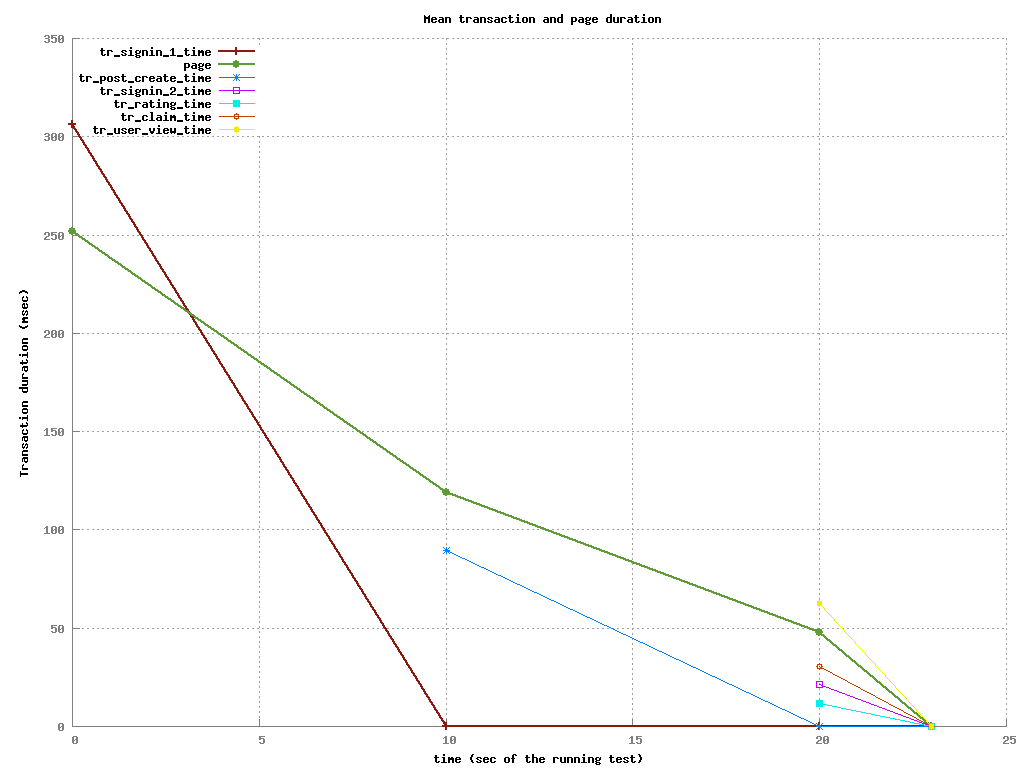 Mean transaction and page duration
350
300
250
200
150
100
50
0
Transaction duration (msec)
tr_signin_1_time
page
tr_post_create_time
tr_signin_2_time
tr_rating_time
tr_claim_time
tr_user_view_time
0 5 10 15 20 25
time (sec of the running test)